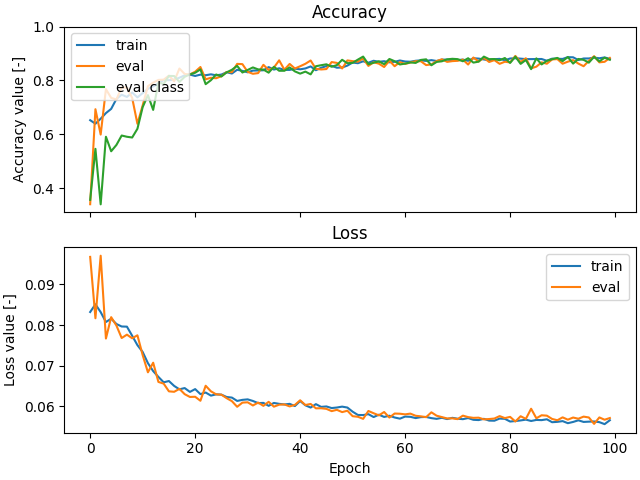 Accuracy
1.0
0.8
0.6
0.4
Accuracy value [-]
train
eval
eval class
Loss
0.09
0.08
0.07
0.06
Loss value [-]
train
eval
0 20 40 60 80 100
Epoch